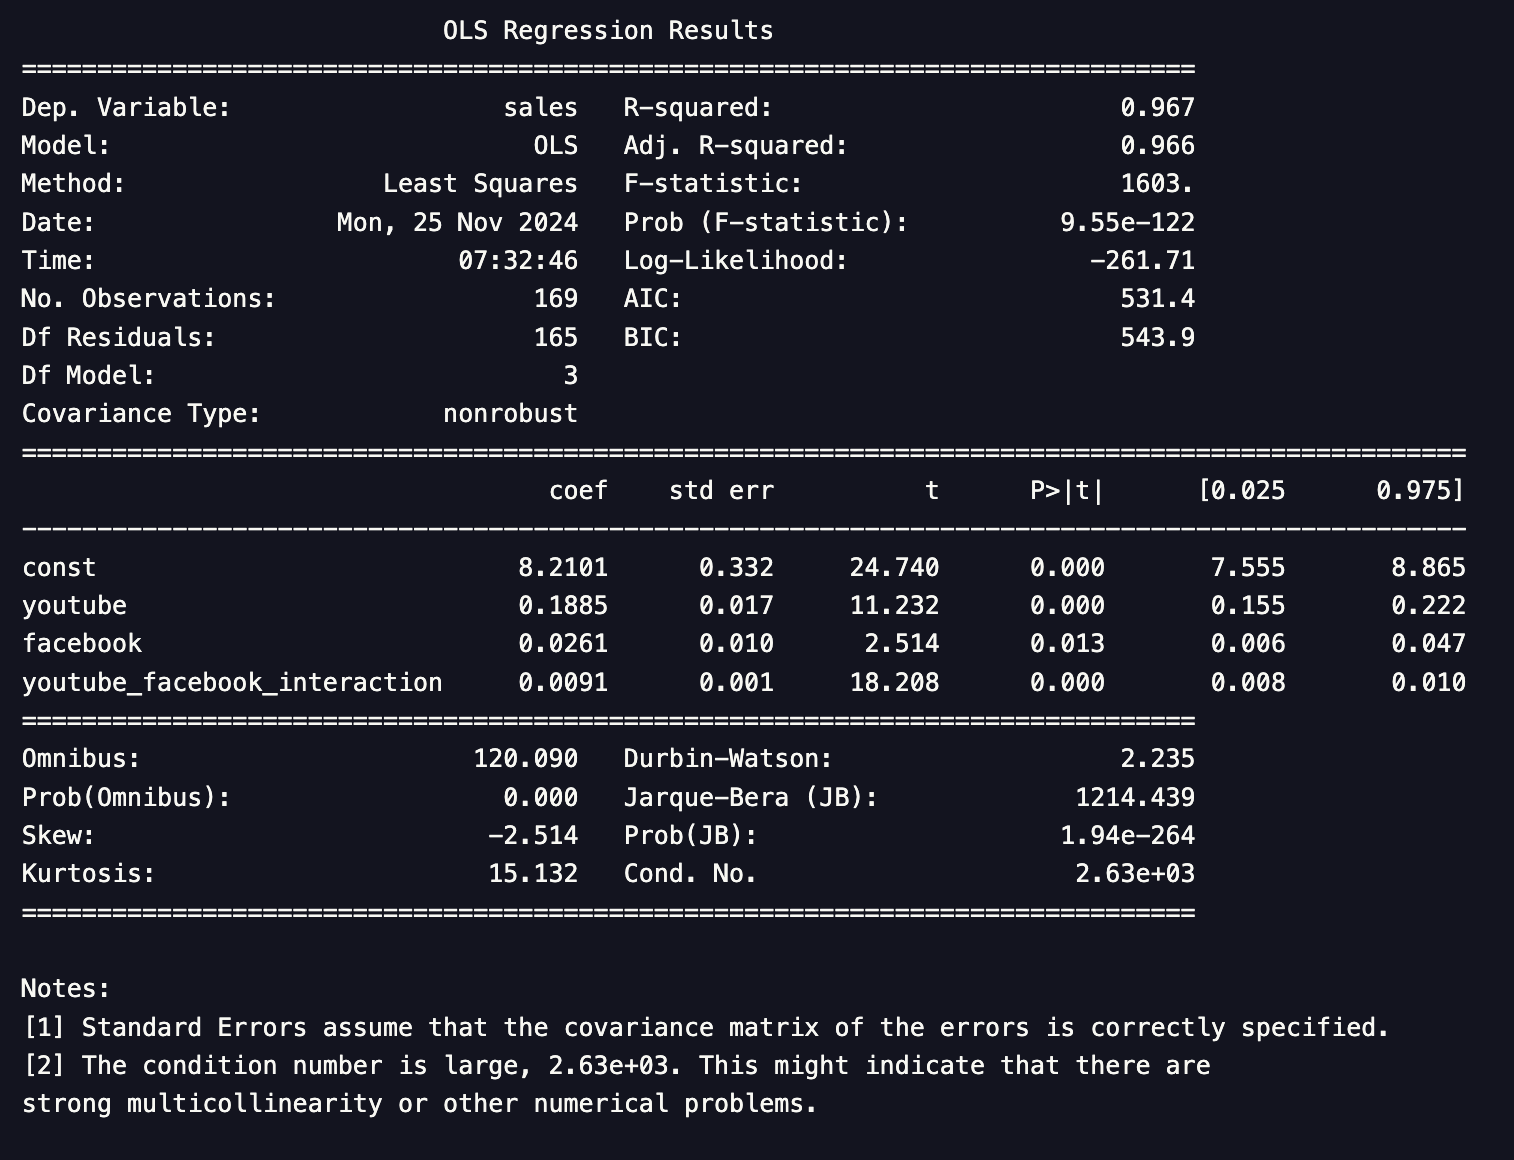 OLS Regression Results
==============================================================================
Dep. Variable:                  sales   R-squared:                       0.967
Model:                            OLS   Adj. R-squared:                  0.966
Method:                 Least Squares   F-statistic:                     1603.
Date:                Mon, 25 Nov 2024   Prob (F-statistic):          9.55e-122
Time:                        07:32:46   Log-Likelihood:                -261.71
No. Observations:                 169   AIC:                             531.4
Df Residuals:                     165   BIC:                             543.9
Df Model:                           3
Covariance Type:            nonrobust
================================================================================================
                                   coef    std err          t      P>|t|      [0.025      0.975]
------------------------------------------------------------------------------------------------
const                            8.2101      0.332     24.740      0.000       7.555       8.865
youtube                          0.1885      0.017     11.232      0.000       0.155       0.222
facebook                         0.0261      0.010      2.514      0.013       0.006       0.047
youtube_facebook_interaction     0.0091      0.001     18.208      0.000       0.008       0.010
==============================================================================
Omnibus:                      120.090   Durbin-Watson:                   2.235
Prob(Omnibus):                  0.000   Jarque-Bera (JB):             1214.439
Skew:                          -2.514   Prob(JB):                    1.94e-264
Kurtosis:                      15.132   Cond. No.                     2.63e+03
==============================================================================
Notes:
[1] Standard Errors assume that the covariance matrix of the errors is correctly specified.
[2] The condition number is large, 2.63e+03. This might indicate that there are
strong multicollinearity or other numerical problems.